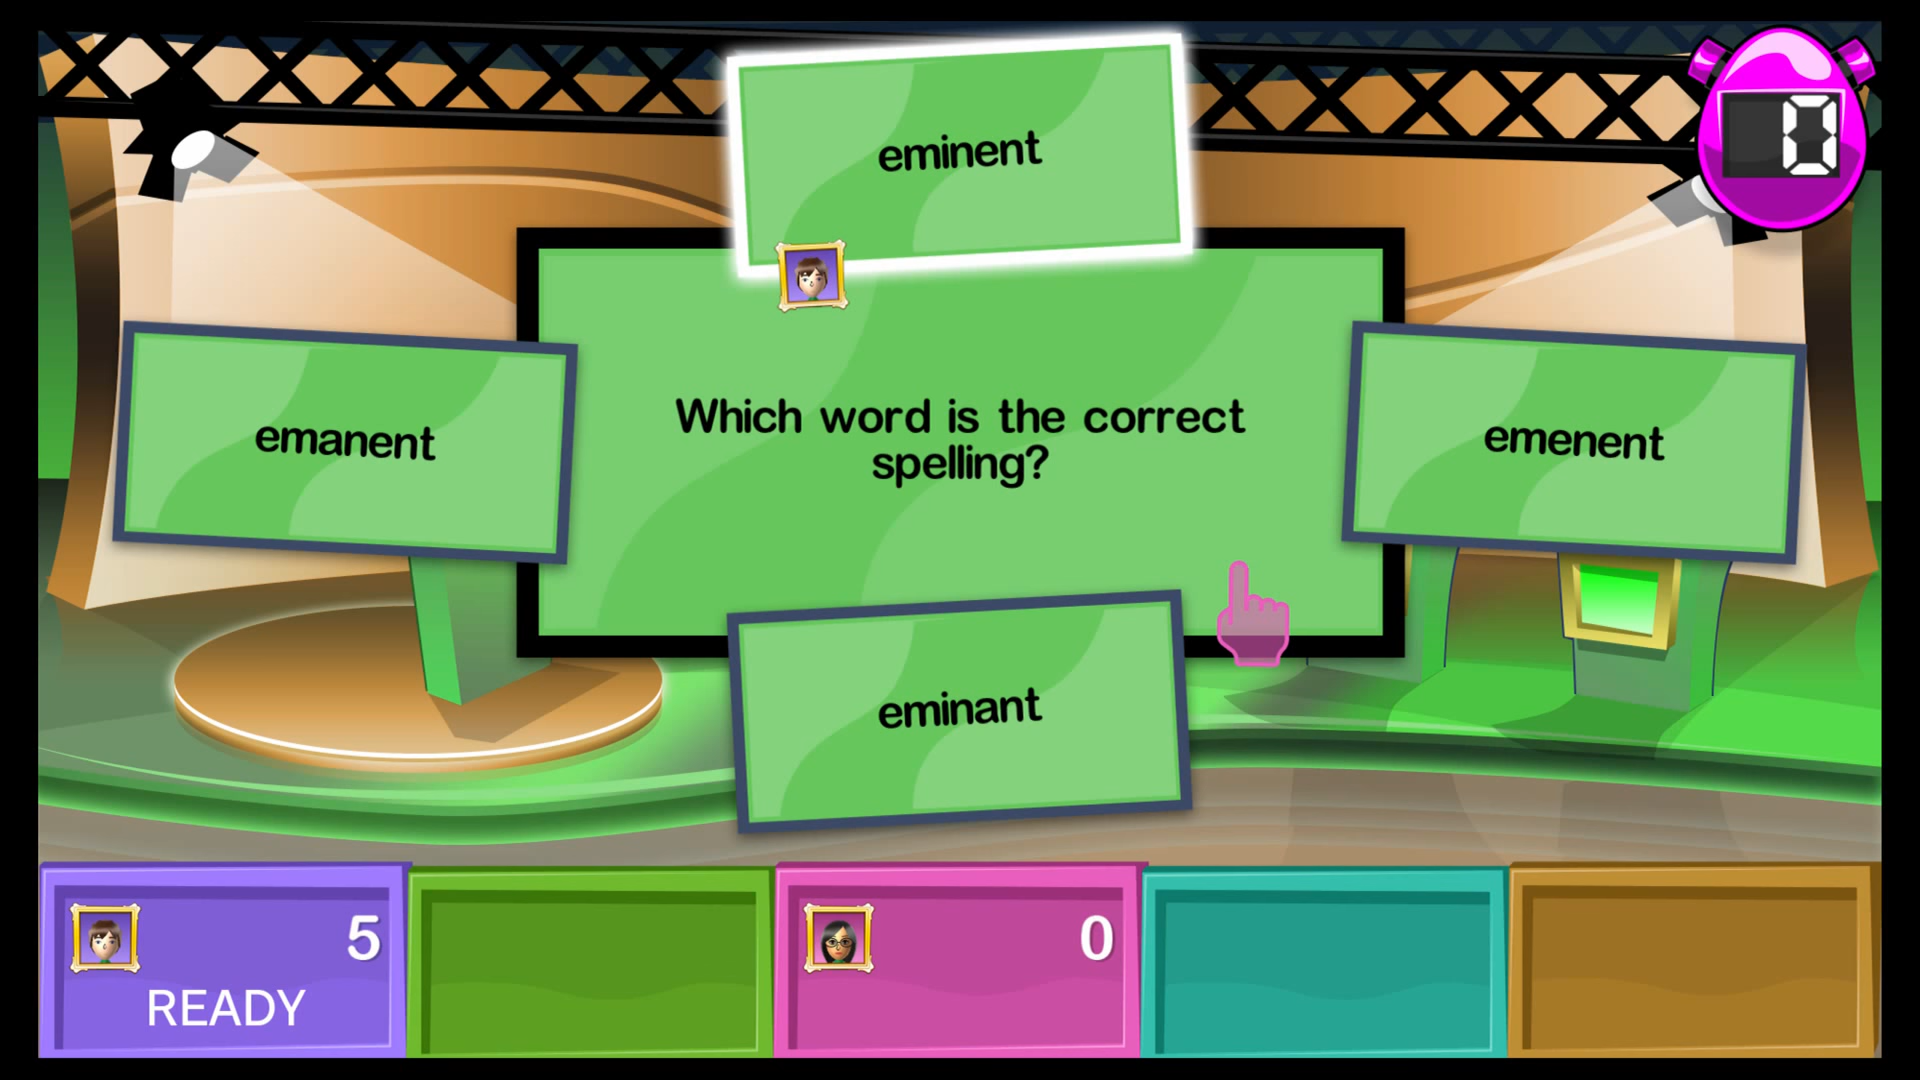 eminent
0
emanent
Which word is the correct
spelling?
emenent
eminant
5
READY
0